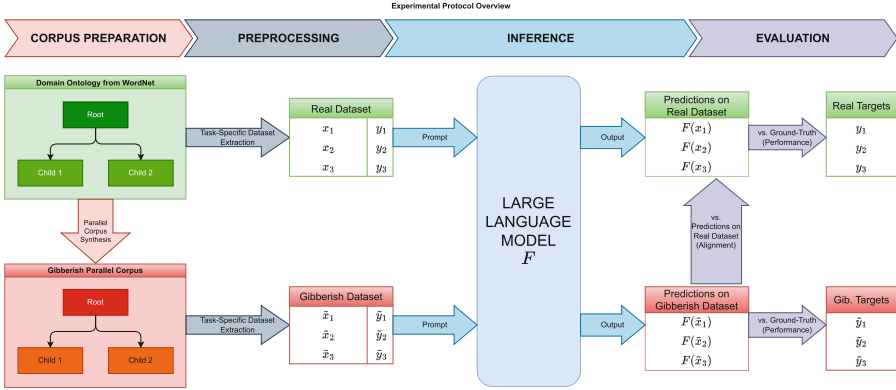 Experimental Protocol Overview
CORPUS PREPARATION
PREPROCESSING
INFERENCE
EVALUATION
Domain Ontology from WordNet
Root
Child 1
Child 2
Task-Specific Dataset
Extraction
Real Dataset
x₁ y₁
x₂ y₂
x₃ y₃
Prompt
LARGE
LANGUAGE
MODEL
F
Output
Predictions on
Real Dataset
F(x₁)
F(x₂)
F(x₃)
vs. Ground-Truth
(Performance)
Real Targets
y₁
y₂
y₃
Parallel
Corpus
Synthesis
vs.
Predictions on
Real Dataset
(Alignment)
Gibberish Parallel Corpus
Root
Child 1
Child 2
Task-Specific Dataset
Extraction
Gibberish Dataset
x̃₁ ỹ₁
x̃₂ ỹ₂
x̃₃ ỹ₃
Prompt
Output
Predictions on
Gibberish Dataset
F(x̃₁)
F(x̃₂)
F(x̃₃)
vs. Ground-Truth
(Performance)
Gib. Targets
ỹ₁
ỹ₂
ỹ₃